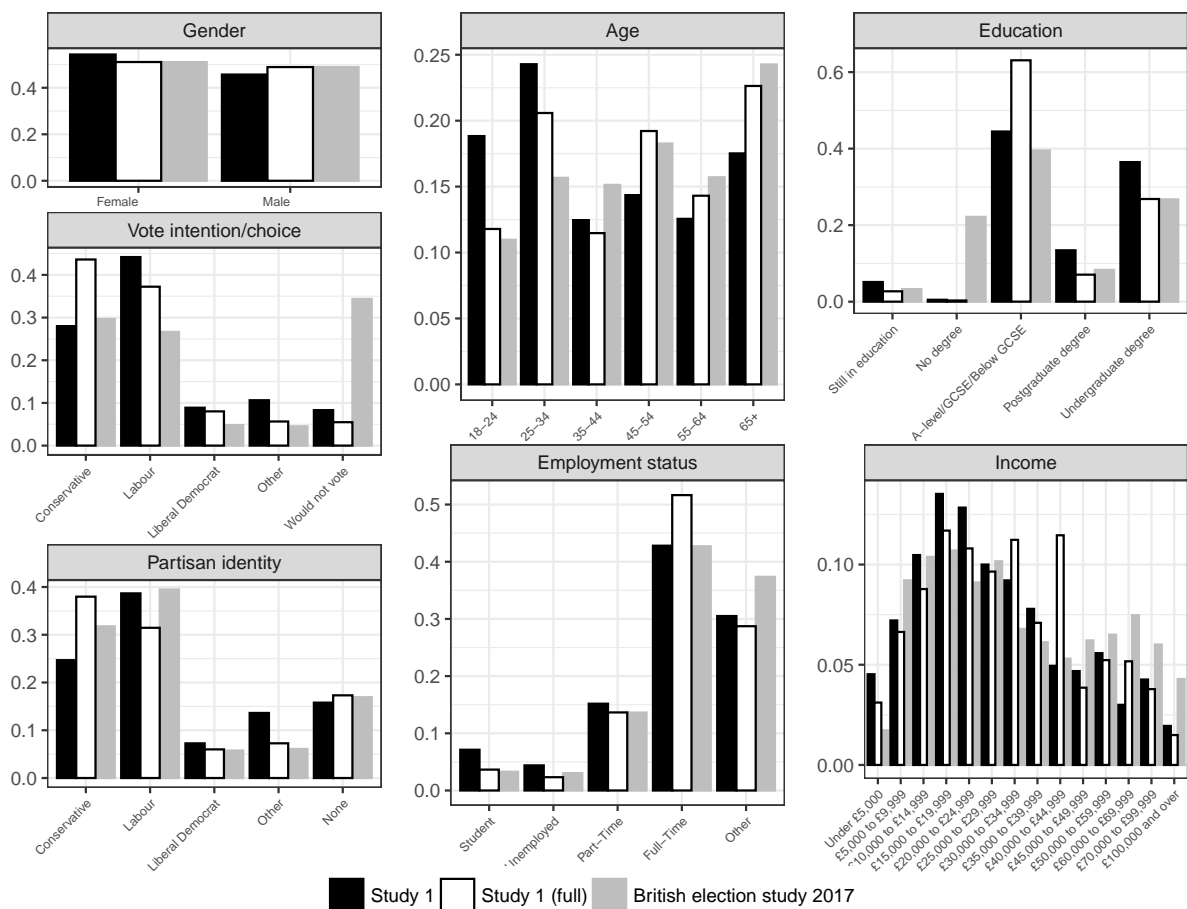 Gender
0.4
0.2
0.0
Female
Male
Vote intention/choice
0.4
0.3
0.2
0.1
0.0
Conservative
Labour
Liberal Democrat
Other
Would not vote
Partisan identity
0.4
0.3
0.2
0.1
0.0
Conservative
Labour
Liberal Democrat
Other
None
Age
0.25
0.20
0.15
0.10
0.05
0.00
18−24
25−34
35−44
45−54
55−64
65+
Employment status
0.5
0.4
0.3
0.2
0.1
0.0
Student
Unemployed
Part−Time
Full−Time
Other
Education
0.6
0.4
0.2
0.0
Still in education
No degree
A−level/GCSE/Below GCSE
Postgraduate degree
Undergraduate degree
Income
0.10
0.05
0.00
Under £5,000
£5,000 to £9,999
£10,000 to £14,999
£15,000 to £19,999
£20,000 to £24,999
£25,000 to £29,999
£30,000 to £34,999
£35,000 to £39,999
£40,000 to £44,999
£45,000 to £49,999
£50,000 to £59,999
£60,000 to £69,999
£70,000 to £99,999
£100,000 and over
Study 1
Study 1 (full)
British election study 2017